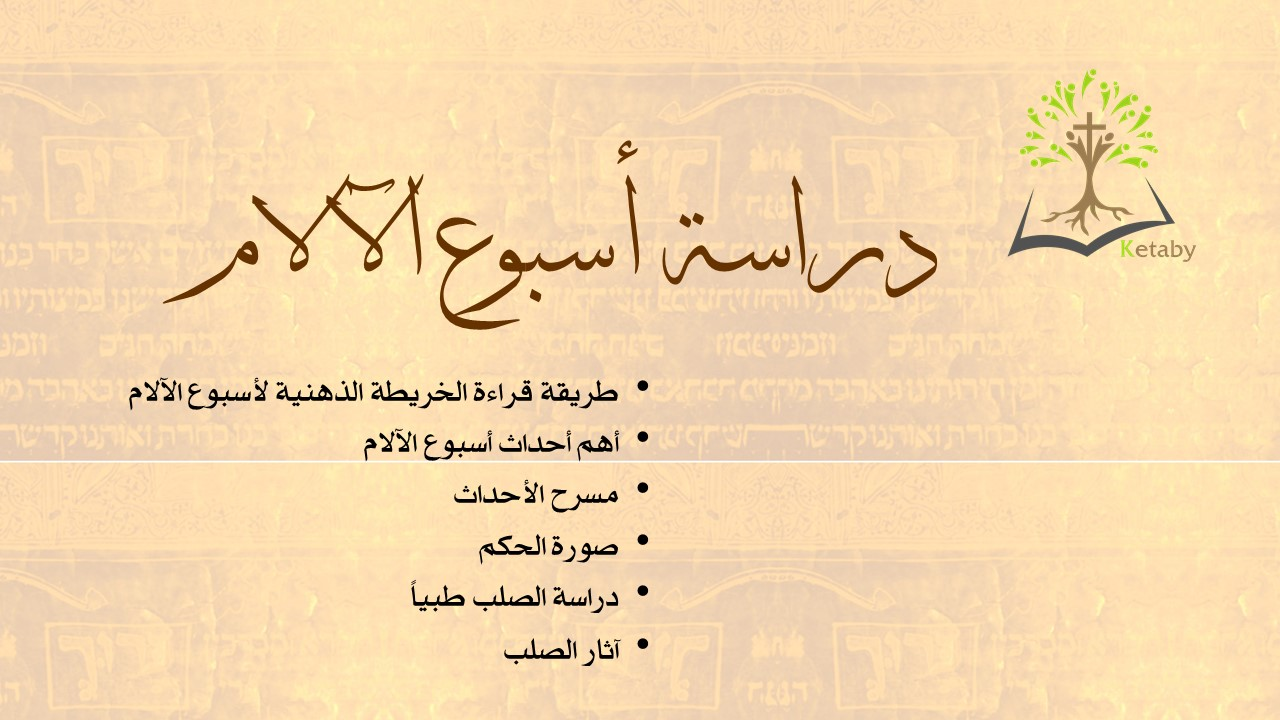 دراسة أسبوع الآلام
Ketaby
• طريقة قراءة الخريطة الذهنية لأسبوع الآلام
• أهم أحداث أسبوع الآلام
• مسرح الأحداث
• صورة الحكم
• دراسة الصلب طبياً
• آثار الصلب